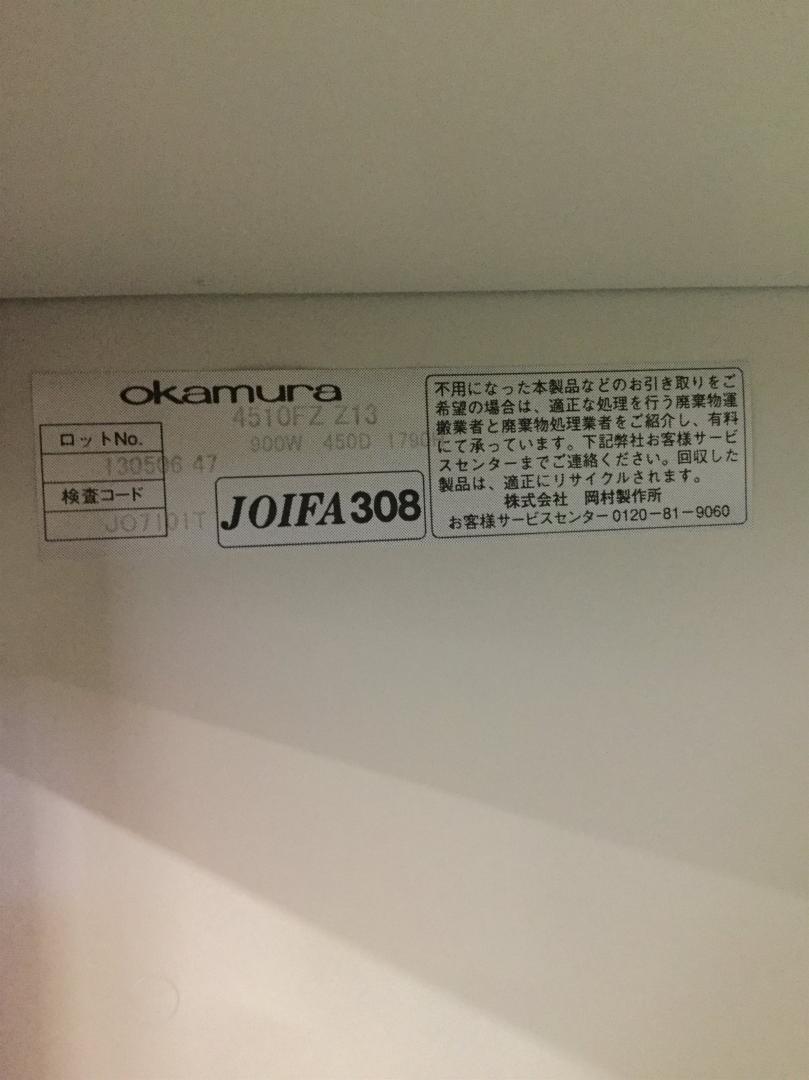 okamura
4510FZ Z13
900W 450D 1790H
ロットNo.
130506 47
検査コード
JO7101T
JOIFA308
不用になった本製品などのお引き取りをご
希望の場合は、適正な処理を行う廃棄物運
搬業者と廃棄物処理業者をご紹介し、有料
にて承っています。下記弊社お客様サービ
スセンターまでご連絡ください。回収した
製品は、適正にリサイクルされます。
株式会社 岡村製作所
お客様サービスセンター0120-81-9060